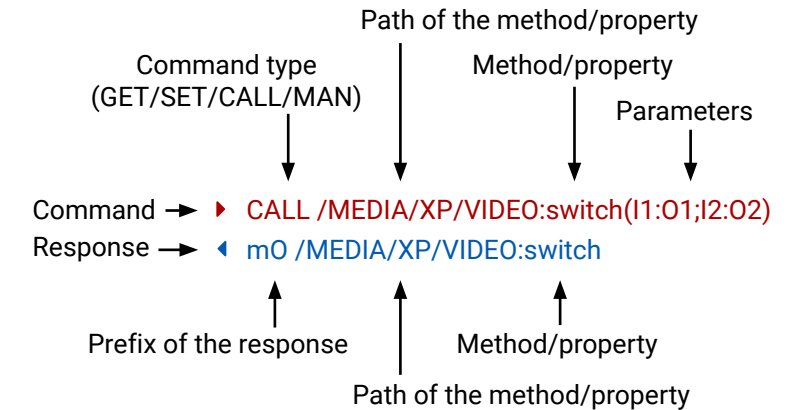 Path of the method/property
Command type
(GET/SET/CALL/MAN)
Method/property
Parameters
Command
CALL /MEDIA/XP/VIDEO:switch(I1:O1;I2:O2)
Response
mO /MEDIA/XP/VIDEO:switch
Prefix of the response
Method/property
Path of the method/property